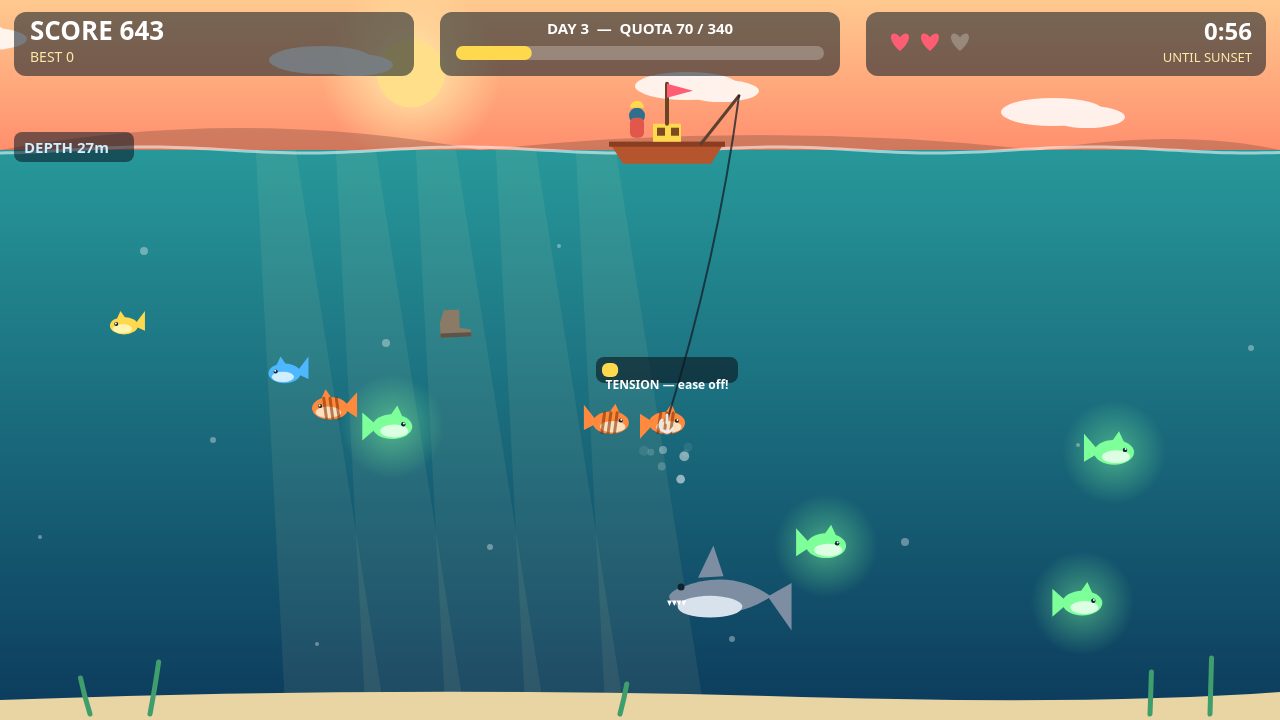 SCORE 643
BEST 0
DAY 3 — QUOTA 70 / 340
0:56
UNTIL SUNSET
DEPTH 27m
TENSION — ease off!